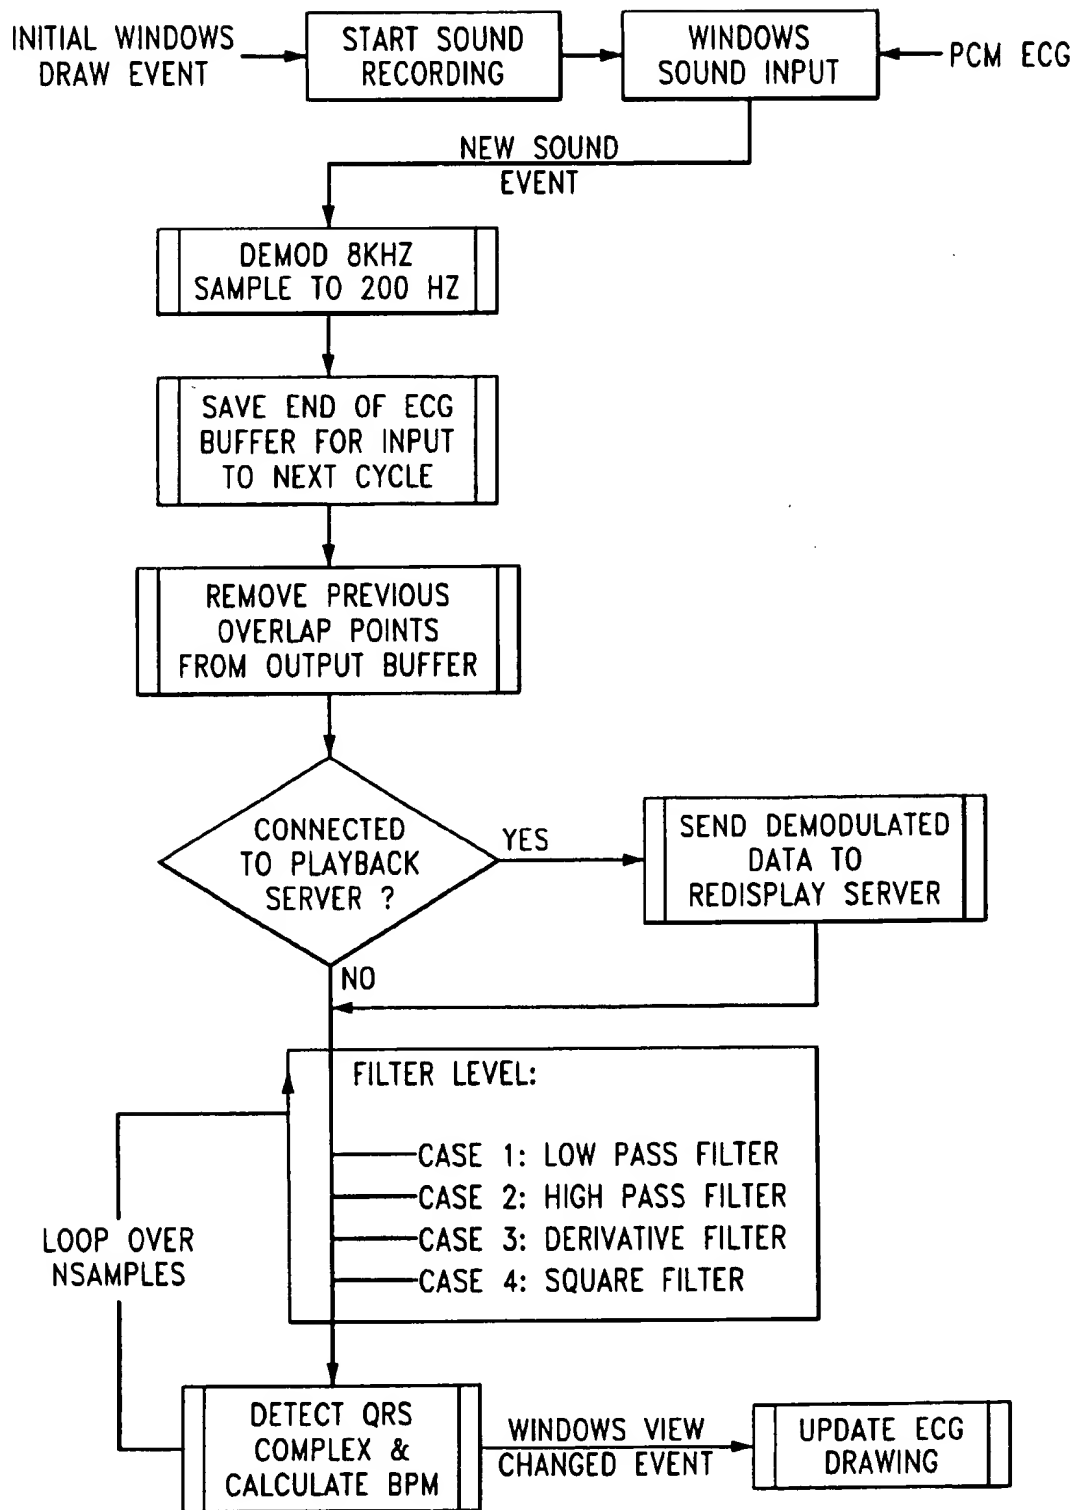 INITIAL WINDOWS
DRAW EVENT
START SOUND
RECORDING
WINDOWS
SOUND INPUT
PCM ECG
NEW SOUND
EVENT
DEMOD 8KHZ
SAMPLE TO 200 HZ
SAVE END OF ECG
BUFFER FOR INPUT
TO NEXT CYCLE
REMOVE PREVIOUS
OVERLAP POINTS
FROM OUTPUT BUFFER
CONNECTED
TO PLAYBACK
SERVER ?
YES
SEND DEMODULATED
DATA TO
REDISPLAY SERVER
NO
FILTER LEVEL:
CASE 1: LOW PASS FILTER
CASE 2: HIGH PASS FILTER
CASE 3: DERIVATIVE FILTER
CASE 4: SQUARE FILTER
LOOP OVER
NSAMPLES
DETECT QRS
COMPLEX &
CALCULATE BPM
WINDOWS VIEW
CHANGED EVENT
UPDATE ECG
DRAWING